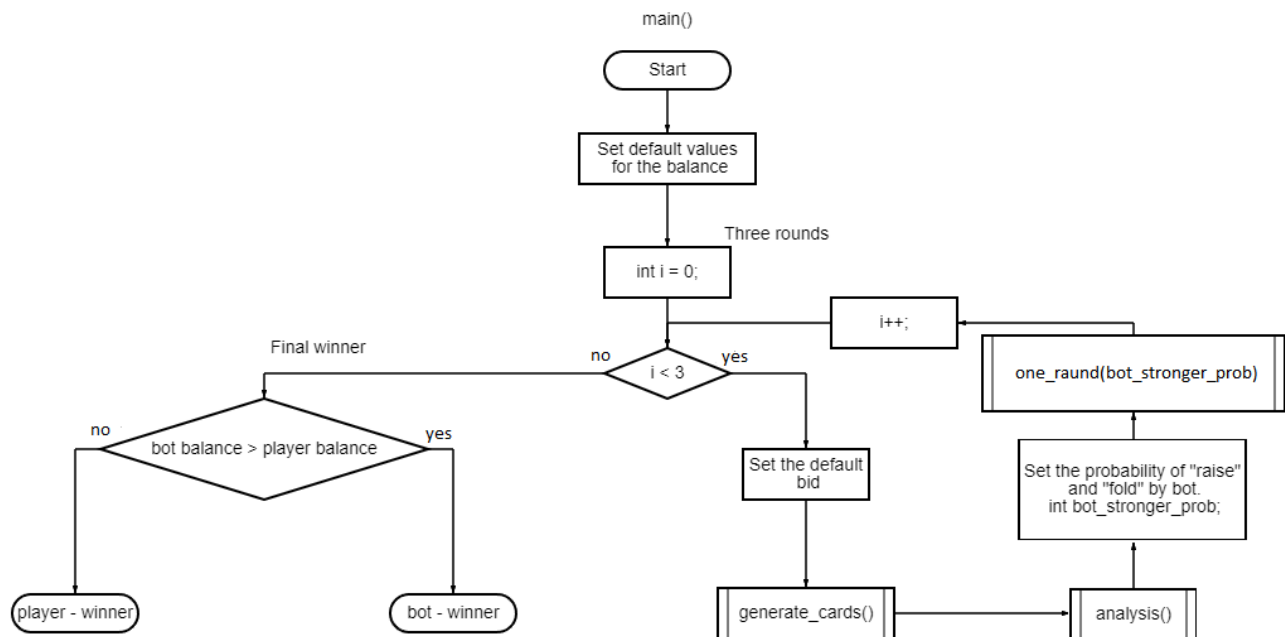 main()
Start
Set default values
for the balance
Three rounds
int i = 0;
i++;
Final winner
no
yes
i < 3
one_raund(bot_stronger_prob)
no
yes
bot balance > player balance
Set the default
bid
Set the probability of "raise"
and "fold" by bot.
int bot_stronger_prob;
player - winner
bot - winner
generate_cards()
analysis()